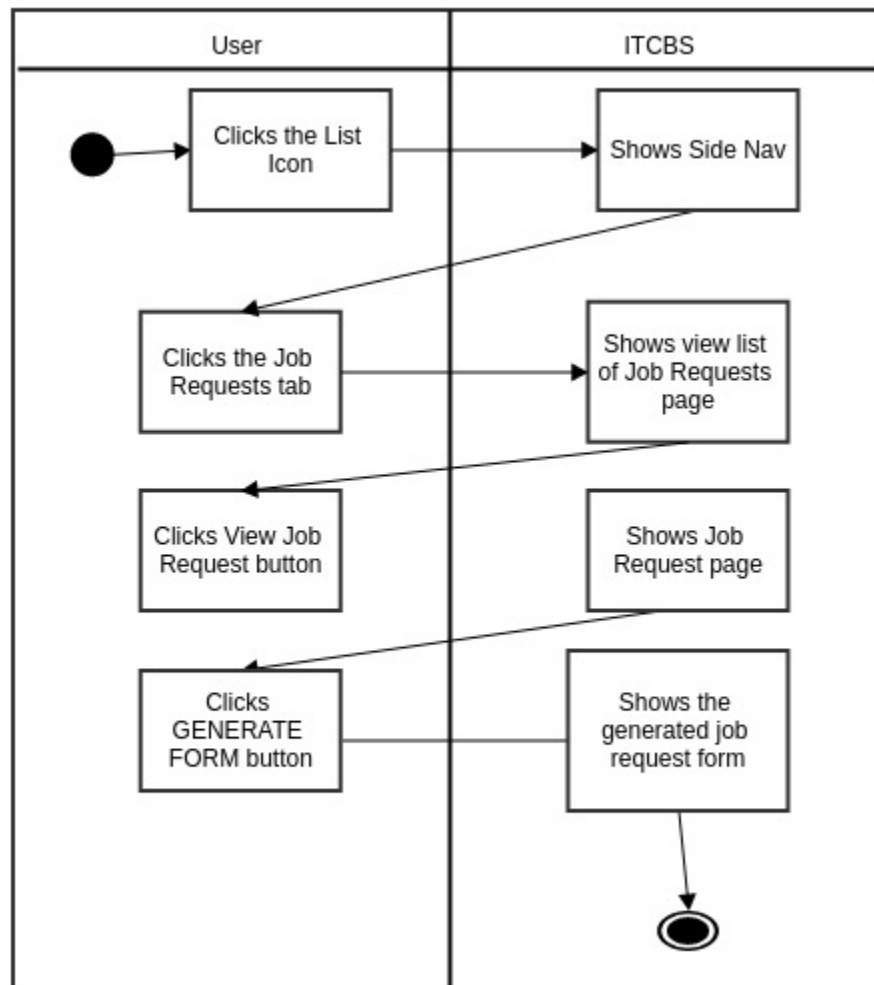 User
ITCBS
Clicks the List
Icon
Shows Side Nav
Clicks the Job
Requests tab
Shows view list
of Job Requests
page
Clicks View Job
Request button
Shows Job
Request page
Clicks
GENERATE
FORM button
Shows the
generated job
request form